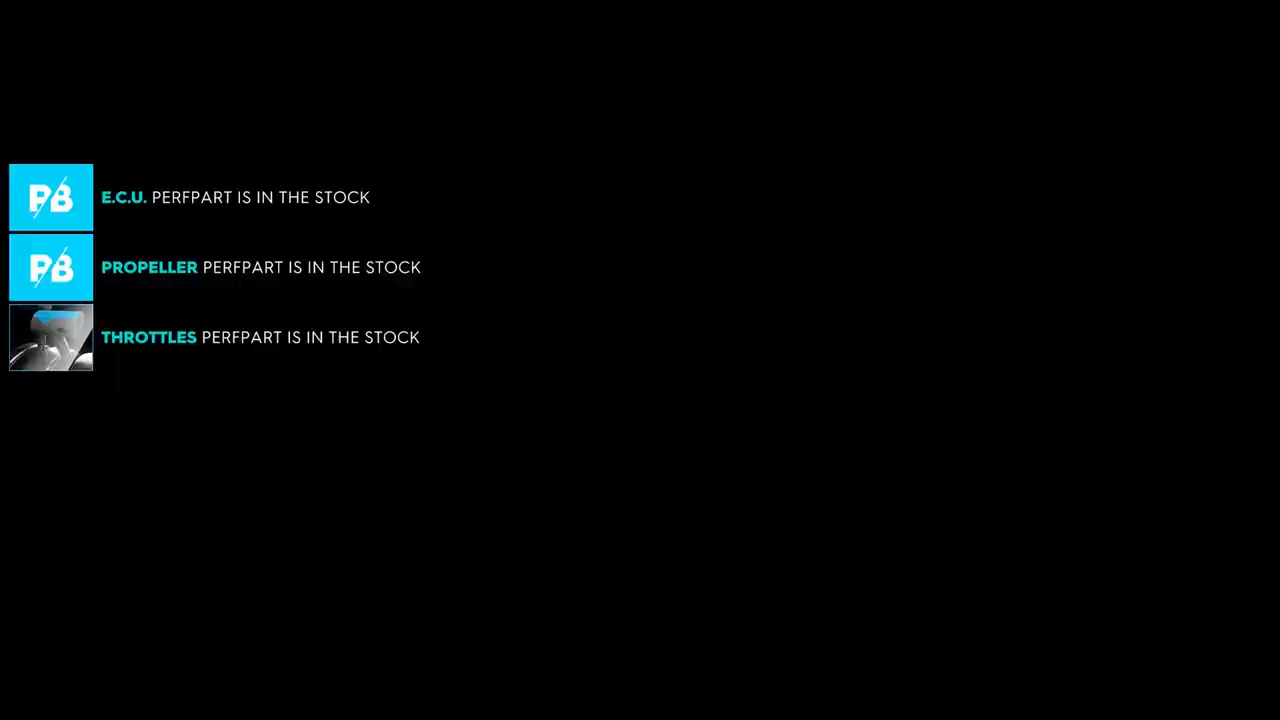 P/B E.C.U. PERFPART IS IN THE STOCK
P/B PROPELLER PERFPART IS IN THE STOCK
THROTTLES PERFPART IS IN THE STOCK